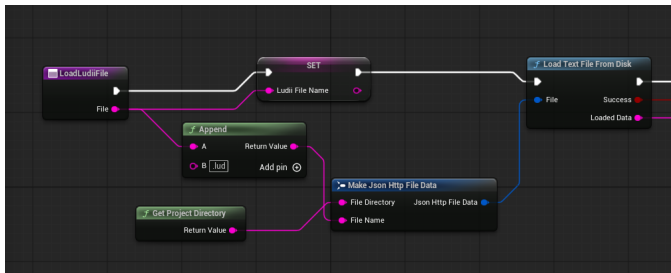 LoadLudiiFile
File
SET
Ludii File Name
Load Text File From Disk
File
Success
Loaded Data
Append
A
Return Value
B .lud
Add pin
Make Json Http File Data
File Directory
Json Http File Data
File Name
Get Project Directory
Return Value